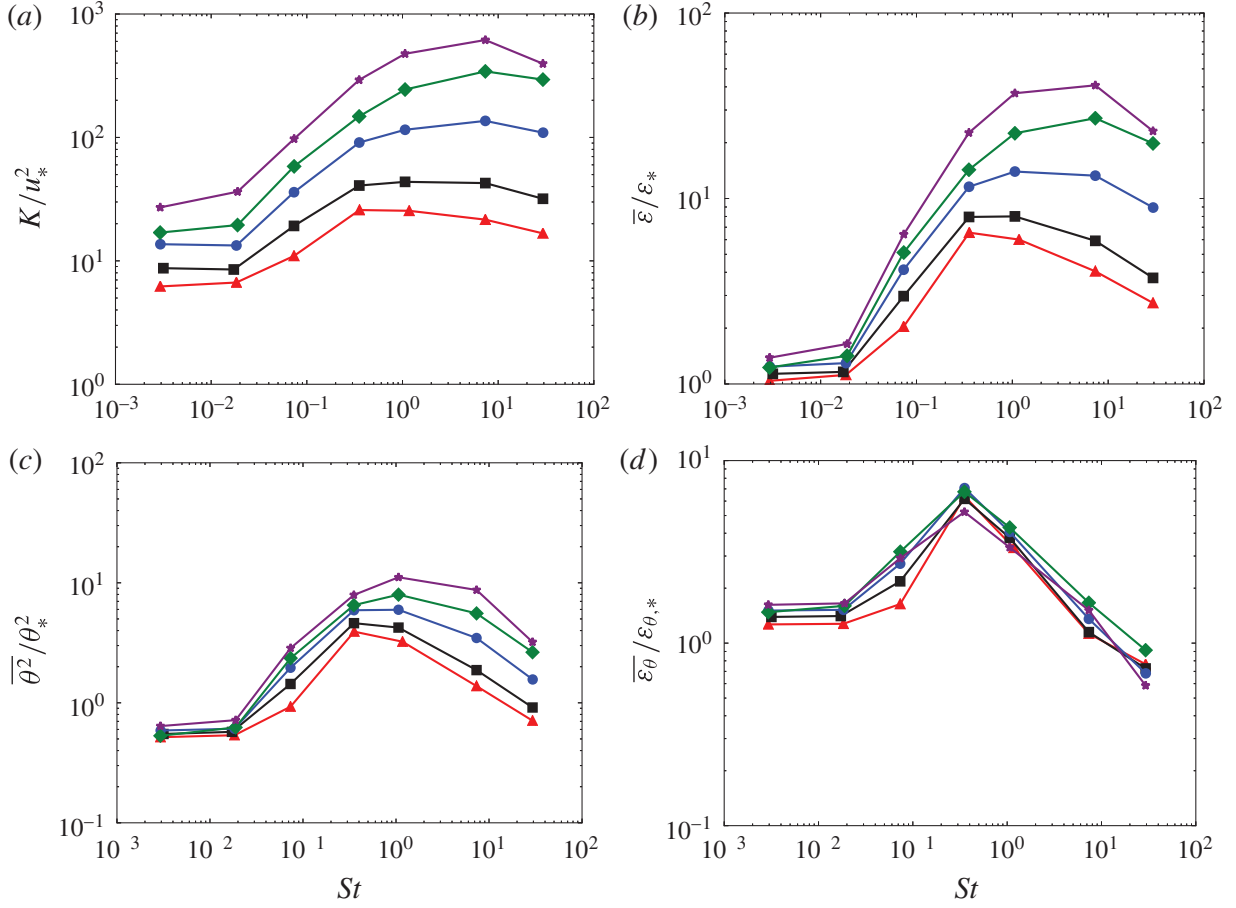 (a)
10^3
10^2
10^1
10^0
K/u_*^2
10^{-3} 10^{-2} 10^{-1} 10^0 10^1 10^2
(b)
10^2
10^1
10^0
\overline{ε}/ε_*
10^{-3} 10^{-2} 10^{-1} 10^0 10^1 10^2
(c)
10^2
10^1
10^0
10^{-1}
\overline{θ^2}/θ_*^2
10^3 10^2 10^1 10^0 10^1 10^2
St
(d)
10^1
10^0
10^{-1}
\overline{ε_θ}/ε_{θ,*}
10^3 10^2 10^1 10^0 10^1 10^2
St